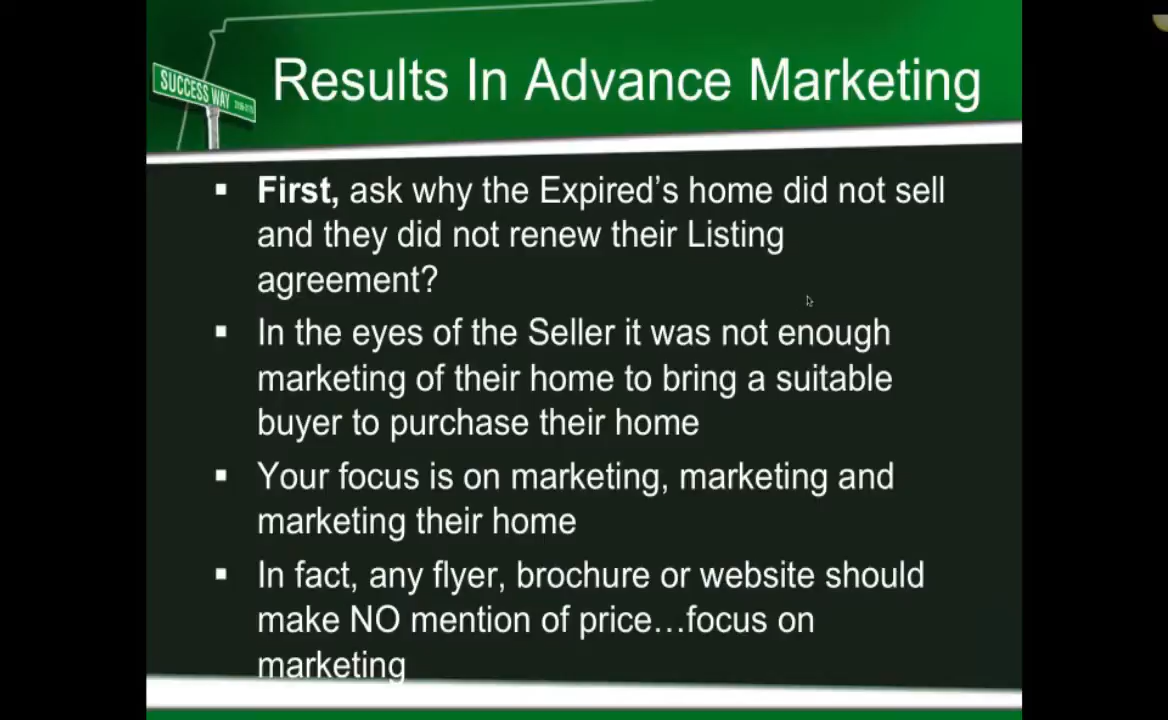 SUCCESS WAY
Results In Advance Marketing
▪ First, ask why the Expired’s home did not sell
and they did not renew their Listing
agreement?
▪ In the eyes of the Seller it was not enough
marketing of their home to bring a suitable
buyer to purchase their home
▪ Your focus is on marketing, marketing and
marketing their home
▪ In fact, any flyer, brochure or website should
make NO mention of price…focus on
marketing